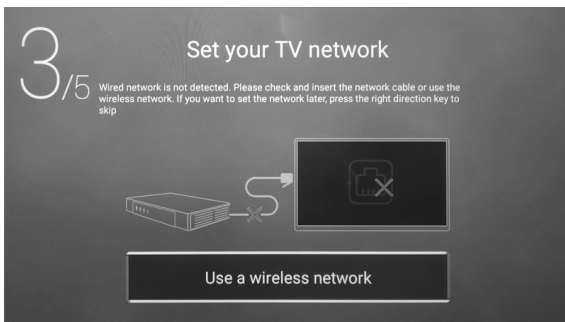 3/5
Set your TV network
Wired network is not detected. Please check and insert the network cable or use the
wireless network. If you want to set the network later, press the right direction key to
skip
Use a wireless network